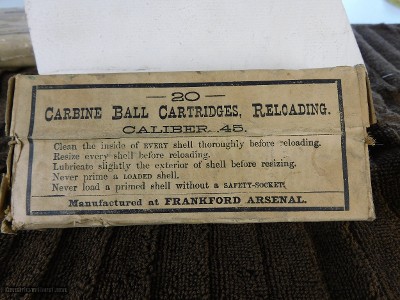 — 20 —
CARBINE BALL CARTRIDGES, RELOADING.
CALIBER .45.
Clean the inside of EVERY shell thoroughly before reloading.
Resize every shell before reloading.
Lubricate slightly the exterior of shell before resizing.
Never prime a LOADED shell.
Never load a primed shell without a SAFETY-SOCKET.
Manufactured at FRANKFORD ARSENAL.